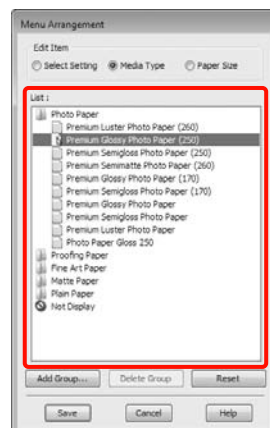 Menu Arrangement
Edit Item
Select Setting Media Type Paper Size
List :
Photo Paper
Premium Luster Photo Paper (260)
Premium Glossy Photo Paper (250)
Premium Semigloss Photo Paper (250)
Premium Semimatte Photo Paper (260)
Premium Glossy Photo Paper (170)
Premium Semigloss Photo Paper (170)
Premium Glossy Photo Paper
Premium Semigloss Photo Paper
Premium Luster Photo Paper
Photo Paper Gloss 250
Proofing Paper
Fine Art Paper
Matte Paper
Plain Paper
Not Display
Add Group... Delete Group Reset
Save Cancel Help